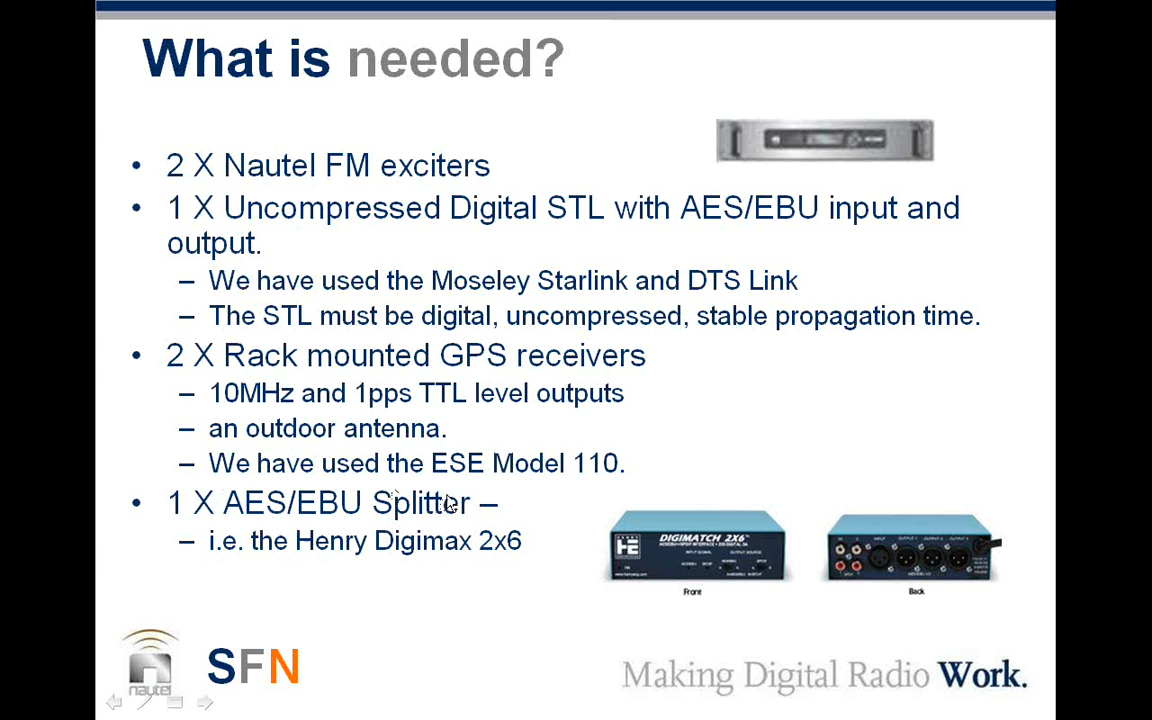 What is needed?
• 2 X Nautel FM exciters
• 1 X Uncompressed Digital STL with AES/EBU input and
output.
– We have used the Moseley Starlink and DTS Link
– The STL must be digital, uncompressed, stable propagation time.
• 2 X Rack mounted GPS receivers
– 10MHz and 1pps TTL level outputs
– an outdoor antenna.
– We have used the ESE Model 110.
• 1 X AES/EBU Splitter –
– i.e. the Henry Digimax 2x6
DIGIMATCH 2X6
Front
Back
nautel
SFN
Making Digital Radio Work.